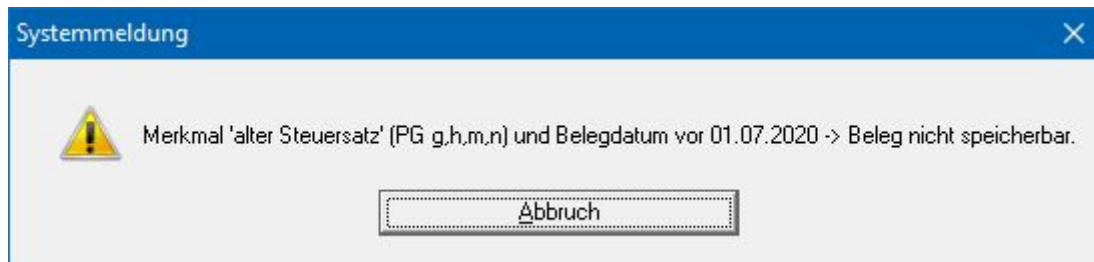 Systemmeldung
Merkmal 'alter Steuersatz' (PG g,h,m,n) und Belegdatum vor 01.07.2020 -> Beleg nicht speicherbar.
Abbruch